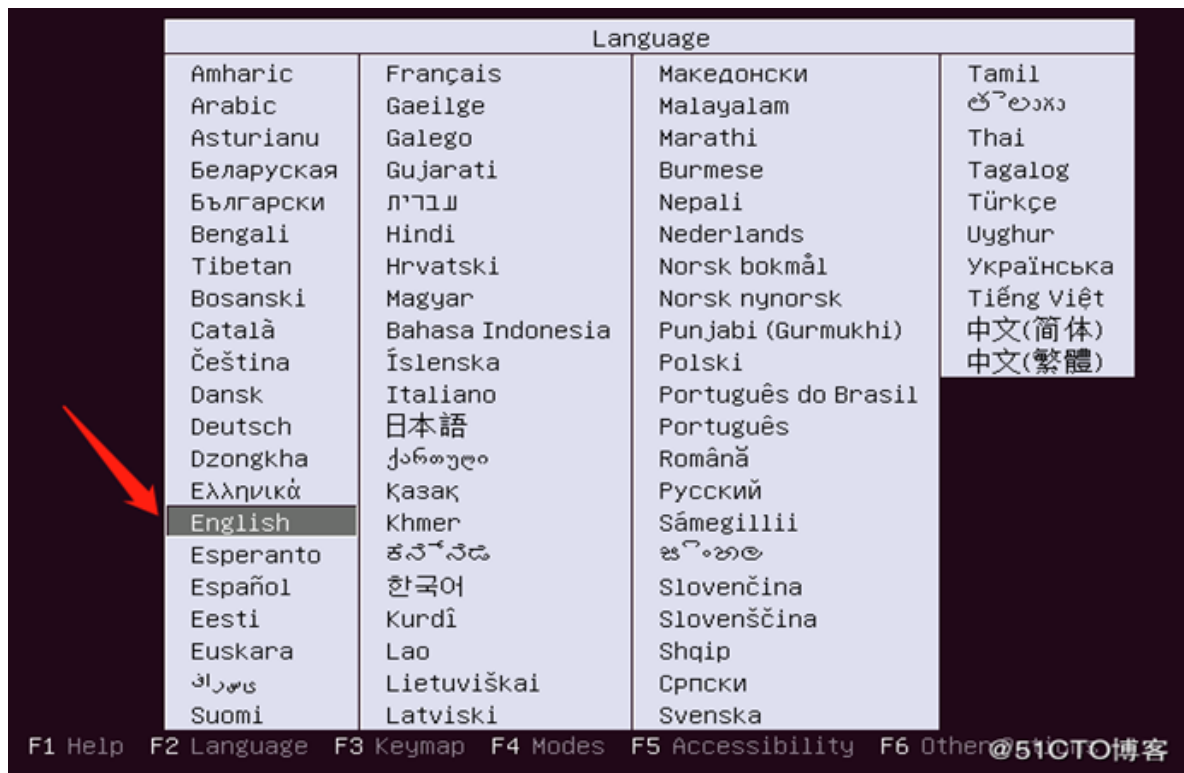 Language
Amharic
Arabic
Asturianu
Беларуская
Български
Bengali
Tibetan
Bosanski
Català
Čeština
Dansk
Deutsch
Dzongkha
Ελληνικά
English
Esperanto
Español
Eesti
Euskara
فارسی
Suomi
Français
Gaeilge
Galego
Gujarati
עברית
Hindi
Hrvatski
Magyar
Bahasa Indonesia
Íslenska
Italiano
日本語
ქართული
Қазақ
Khmer
ಕನ್ನಡ
한국어
Kurdî
Lao
Lietuviškai
Latviski
Македонски
Malayalam
Marathi
Burmese
Nepali
Nederlands
Norsk bokmål
Norsk nynorsk
Punjabi (Gurmukhi)
Polski
Português do Brasil
Português
Română
Русский
Sámegillii
සිංහල
Slovenčina
Slovenščina
Shqip
Српски
Svenska
Tamil
తెలుగు
Thai
Tagalog
Türkçe
Uyghur
Українська
Tiếng Việt
中文(简体)
中文(繁體)
F1 Help F2 Language F3 Keymap F4 Modes F5 Accessibility F6 Other
@51CTO博客